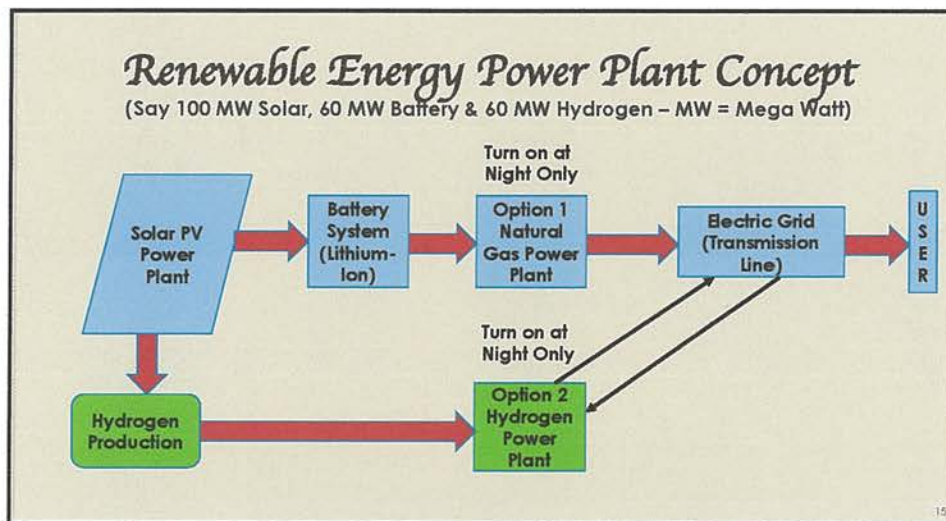 Renewable Energy Power Plant Concept
(Say 100 MW Solar, 60 MW Battery & 60 MW Hydrogen – MW = Mega Watt)
Turn on at
Night Only
Solar PV
Power
Plant
Battery
System
(Lithium-
Ion)
Option 1
Natural
Gas Power
Plant
Electric Grid
(Transmission
Line)
U
S
E
R
Turn on at
Night Only
Hydrogen
Production
Option 2
Hydrogen
Power
Plant
15